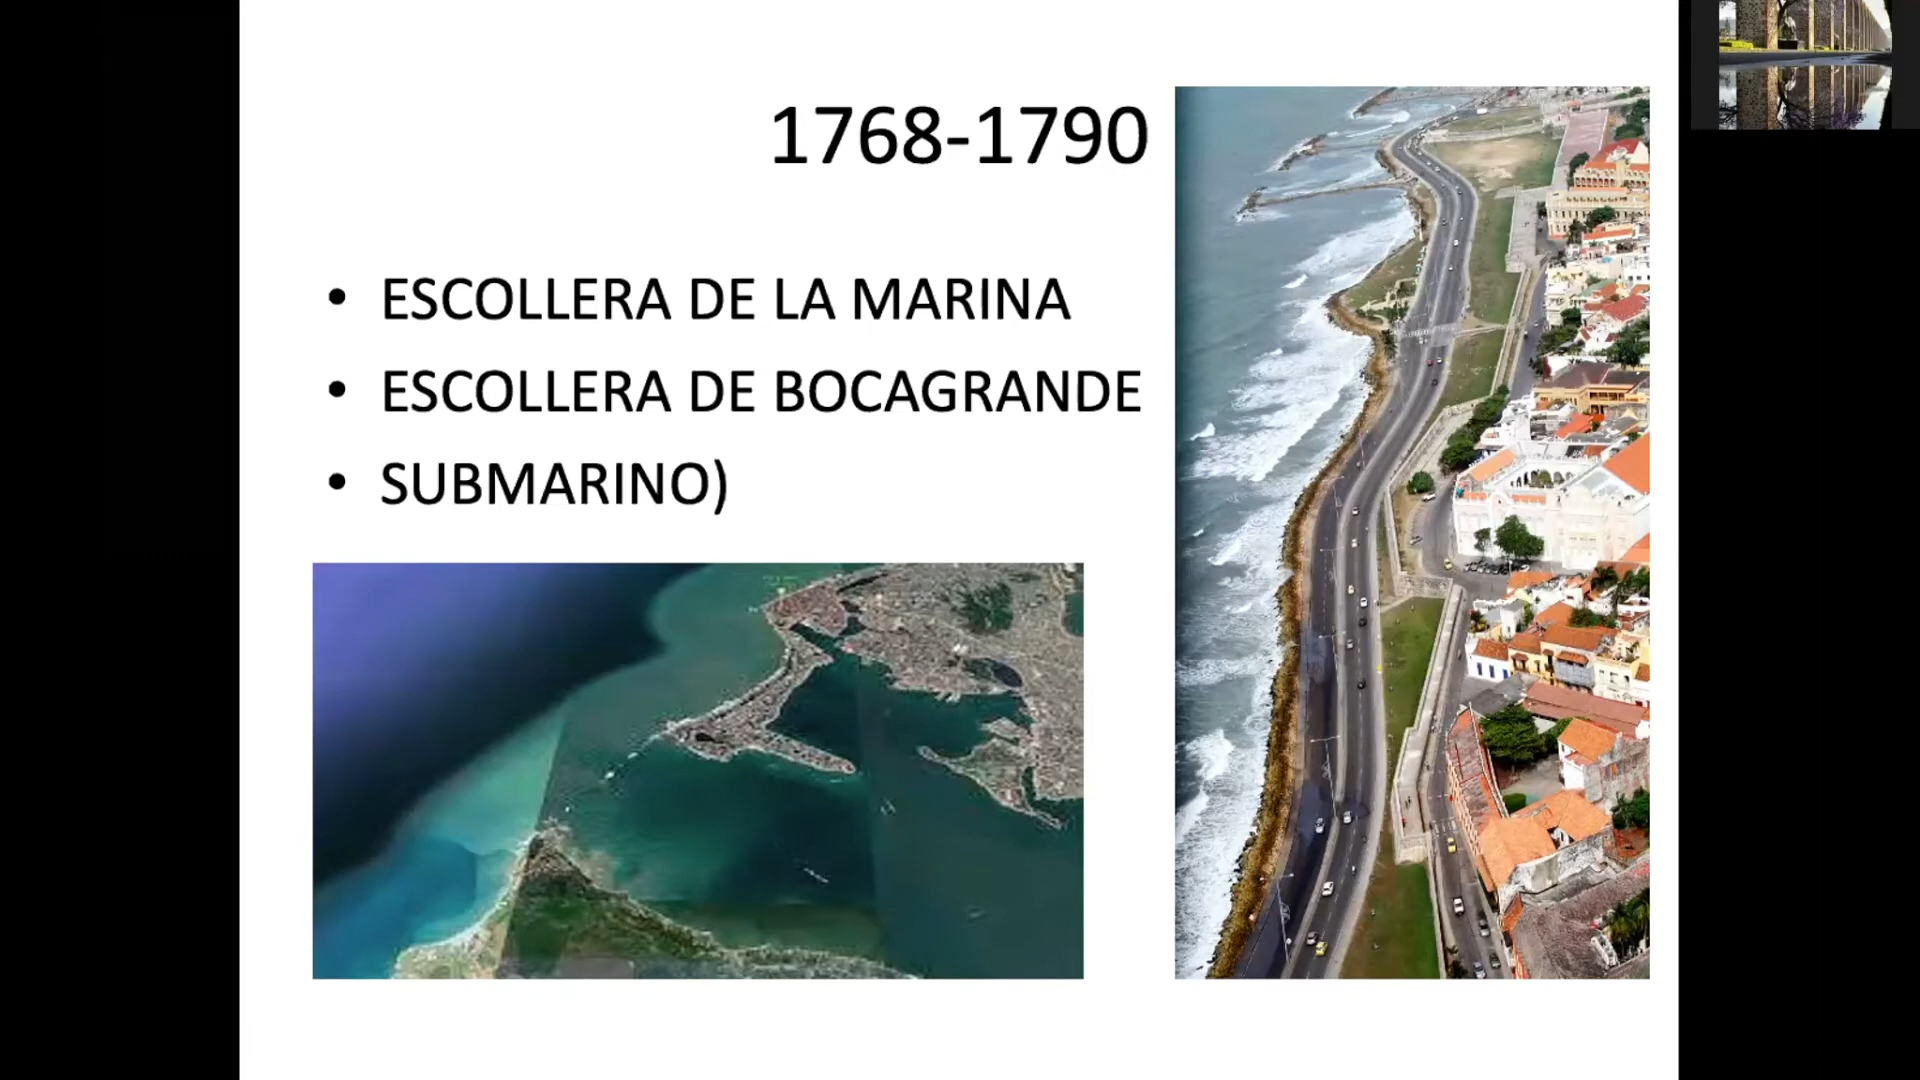 1768-1790
• ESCOLLERA DE LA MARINA
• ESCOLLERA DE BOCAGRANDE
• SUBMARINO)